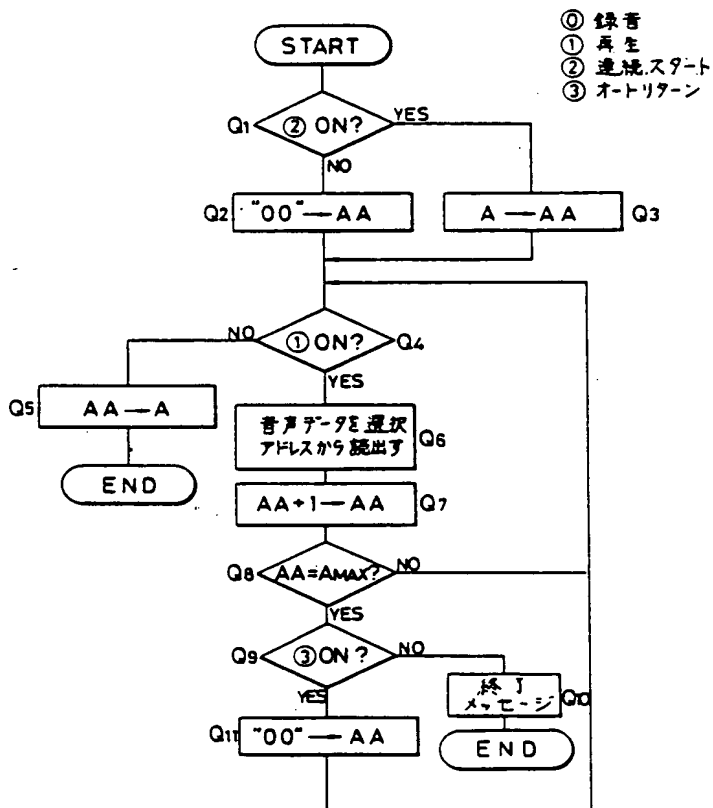 ⓪ 録音
① 再生
② 連続スタート
③ オートリターン
START
Q1
② ON?
YES
NO
Q2
"00"→AA
A→AA
Q3
NO
① ON?
Q4
YES
Q5
AA→A
END
音声データを選択
アドレスから読出す
Q6
AA+1→AA
Q7
Q8
AA=AMAX?
NO
YES
Q9
③ ON?
NO
YES
終了
メッセージ
Q10
Q11
"00"→AA
END